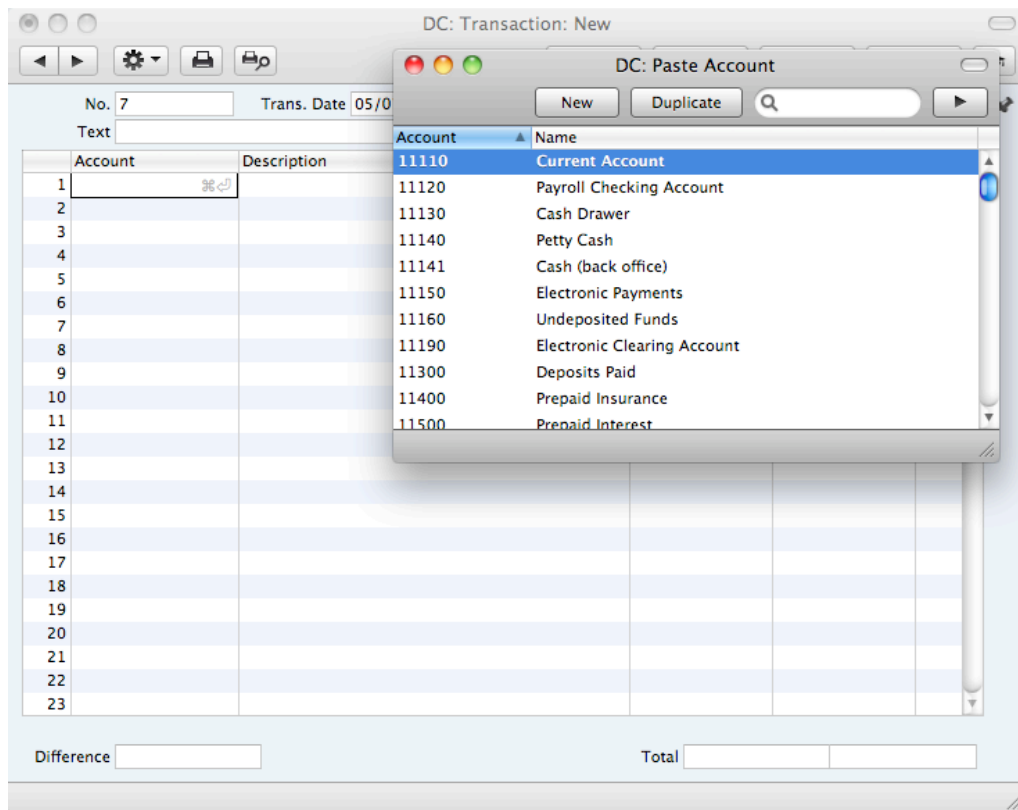 DC: Transaction: New
DC: Paste Account
No. 7
Trans. Date 05/0
New
Duplicate
Text
Account Name
Account Description
11110 Current Account
1 ⌘⏎
11120 Payroll Checking Account
2
11130 Cash Drawer
3
11140 Petty Cash
4
11141 Cash (back office)
5
11150 Electronic Payments
6
11160 Undeposited Funds
7
11190 Electronic Clearing Account
8
11300 Deposits Paid
9
11400 Prepaid Insurance
10
11500 Prepaid Interest
11
12
13
14
15
16
17
18
19
20
21
22
23
Difference
Total